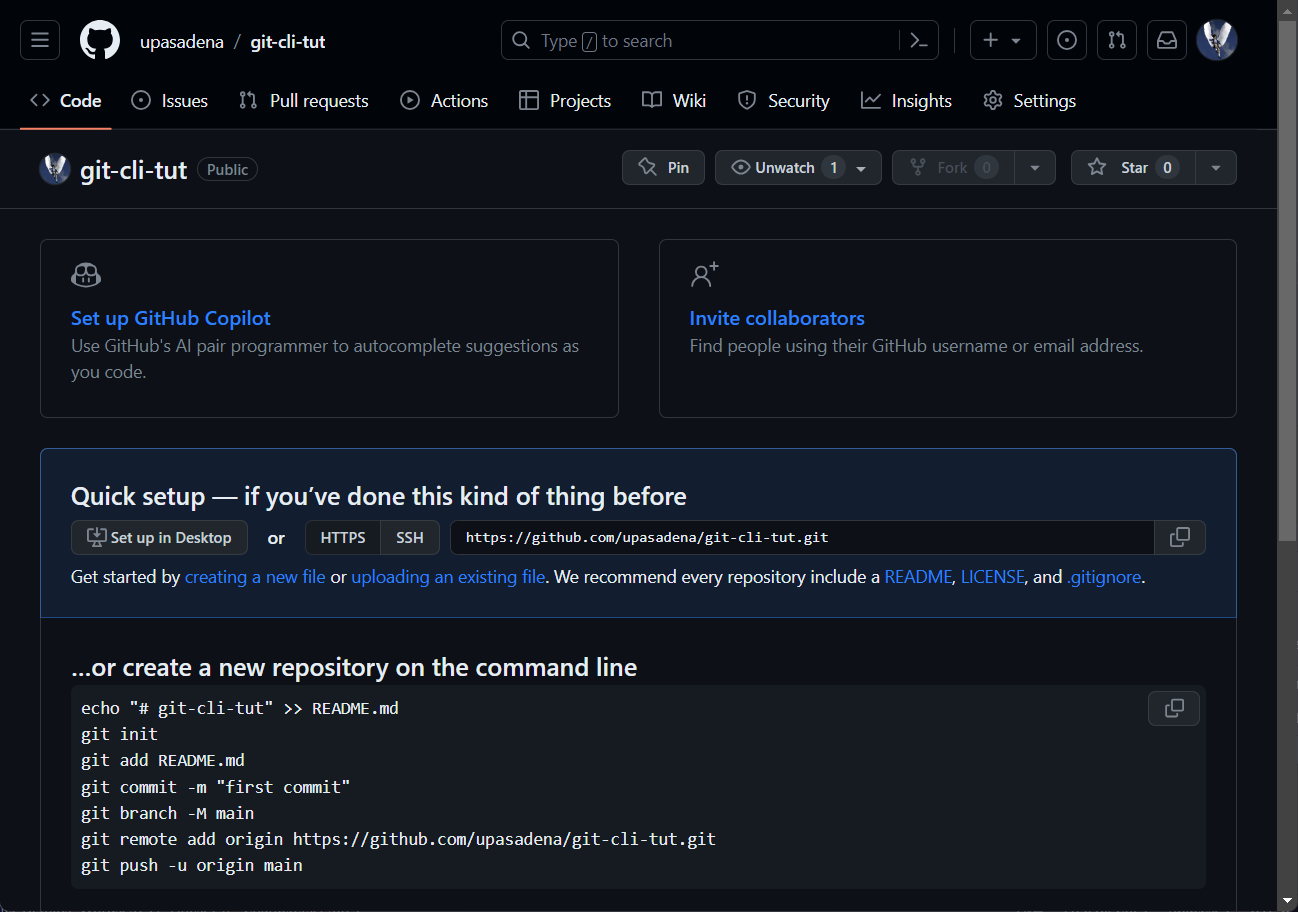 upasadena / git-cli-tut
Type / to search
Code Issues Pull requests Actions Projects Wiki Security Insights Settings
git-cli-tut Public
Pin Unwatch 1 Fork 0 Star 0
Set up GitHub Copilot
Use GitHub's AI pair programmer to autocomplete suggestions as
you code.
Invite collaborators
Find people using their GitHub username or email address.
Quick setup — if you’ve done this kind of thing before
Set up in Desktop or HTTPS SSH https://github.com/upasadena/git-cli-tut.git
Get started by creating a new file or uploading an existing file. We recommend every repository include a README, LICENSE, and .gitignore.
…or create a new repository on the command line
echo "# git-cli-tut" >> README.md
git init
git add README.md
git commit -m "first commit"
git branch -M main
git remote add origin https://github.com/upasadena/git-cli-tut.git
git push -u origin main